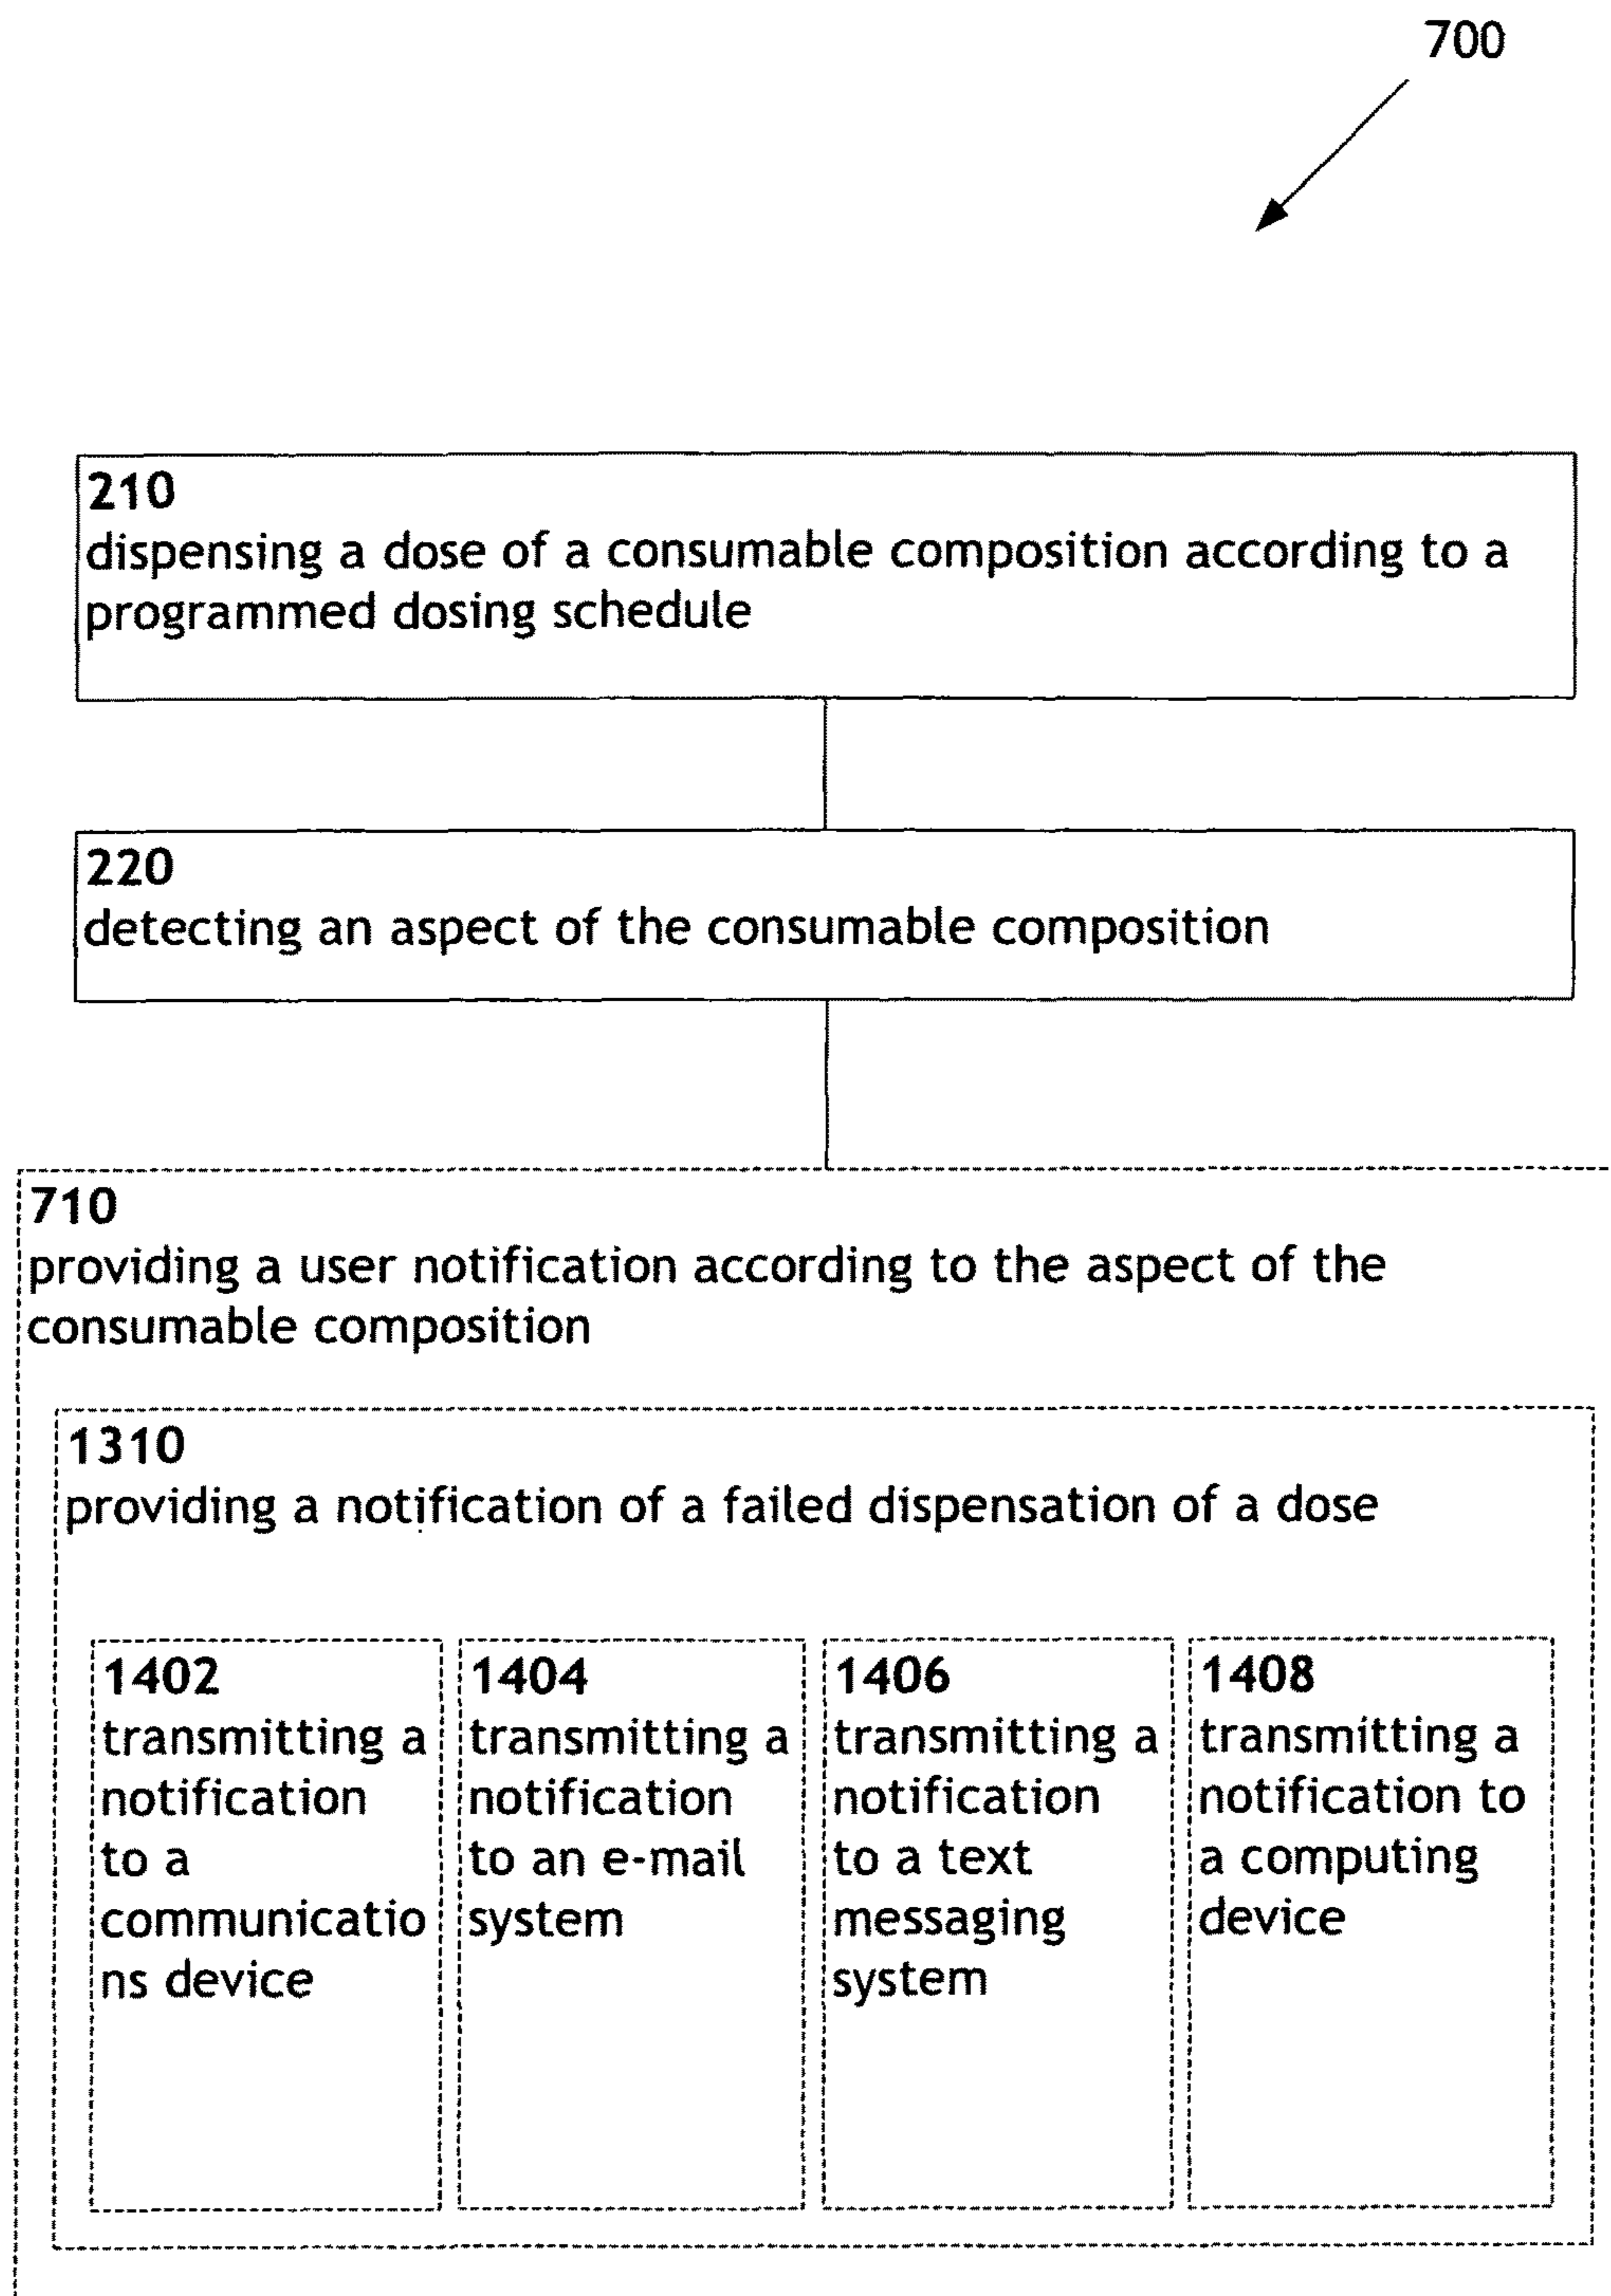 700
210
dispensing a dose of a consumable composition according to a
programmed dosing schedule
220
detecting an aspect of the consumable composition
710
providing a user notification according to the aspect of the
consumable composition
1310
providing a notification of a failed dispensation of a dose
1402
transmitting a
notification
to a
communicatio
ns device
1404
transmitting a
notification
to an e-mail
system
1406
transmitting a
notification
to a text
messaging
system
1408
transmitting a
notification to
a computing
device